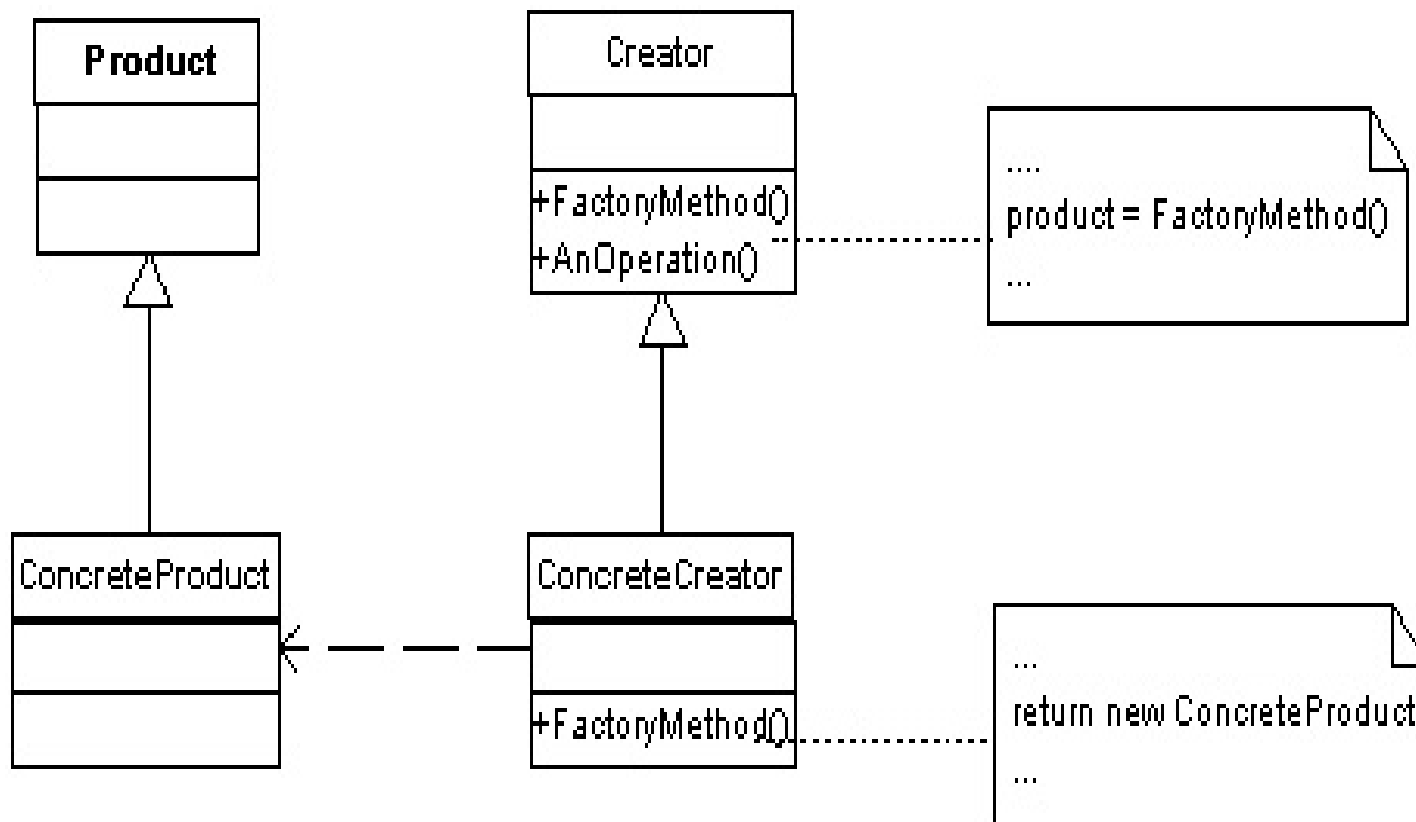 Product
Creator
+FactoryMethod()
+AnOperation()
....
product = FactoryMethod()
...
ConcreteProduct
ConcreteCreator
+FactoryMethod()
...
return new ConcreteProduct
...